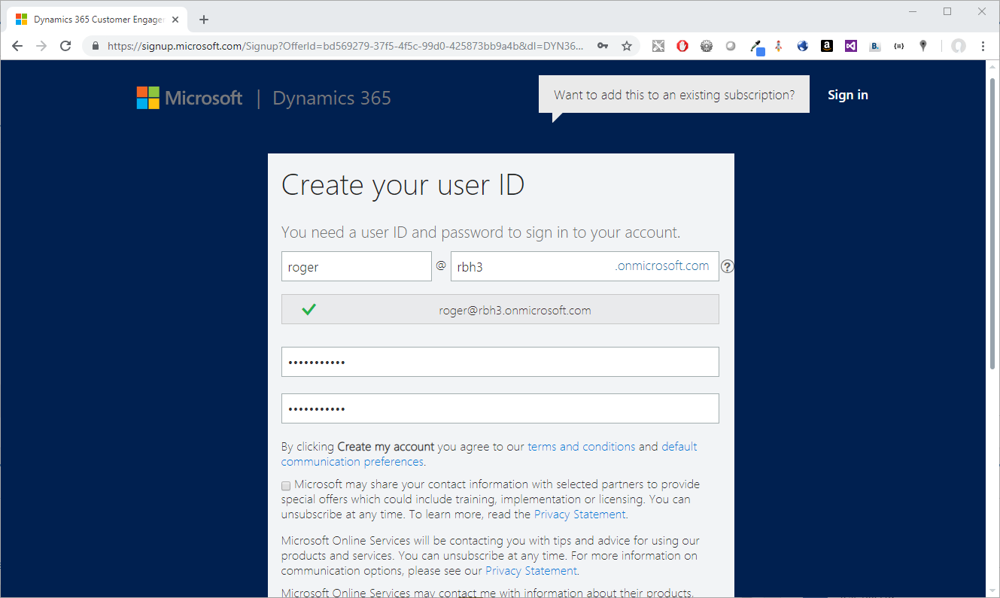 Dynamics 365 Customer Engager
https://signup.microsoft.com/Signup?OfferId=bd569279-37f5-4f5c-99d0-425873bb9a4b&dl=DYN36...
Microsoft | Dynamics 365
Want to add this to an existing subscription?
Sign in
Create your user ID
You need a user ID and password to sign in to your account.
roger @ rbh3 .onmicrosoft.com ?
roger@rbh3.onmicrosoft.com
•••••••••••
•••••••••••
By clicking Create my account you agree to our terms and conditions and default
communication preferences.
Microsoft may share your contact information with selected partners to provide
special offers which could include training, implementation or licensing. You can
unsubscribe at any time. To learn more, read the Privacy Statement.
Microsoft Online Services will be contacting you with tips and advice for using our
products and services. You can unsubscribe at any time. For more information on
communication options, please see our Privacy Statement.
Microsoft Online Services may contact me with information about their products,